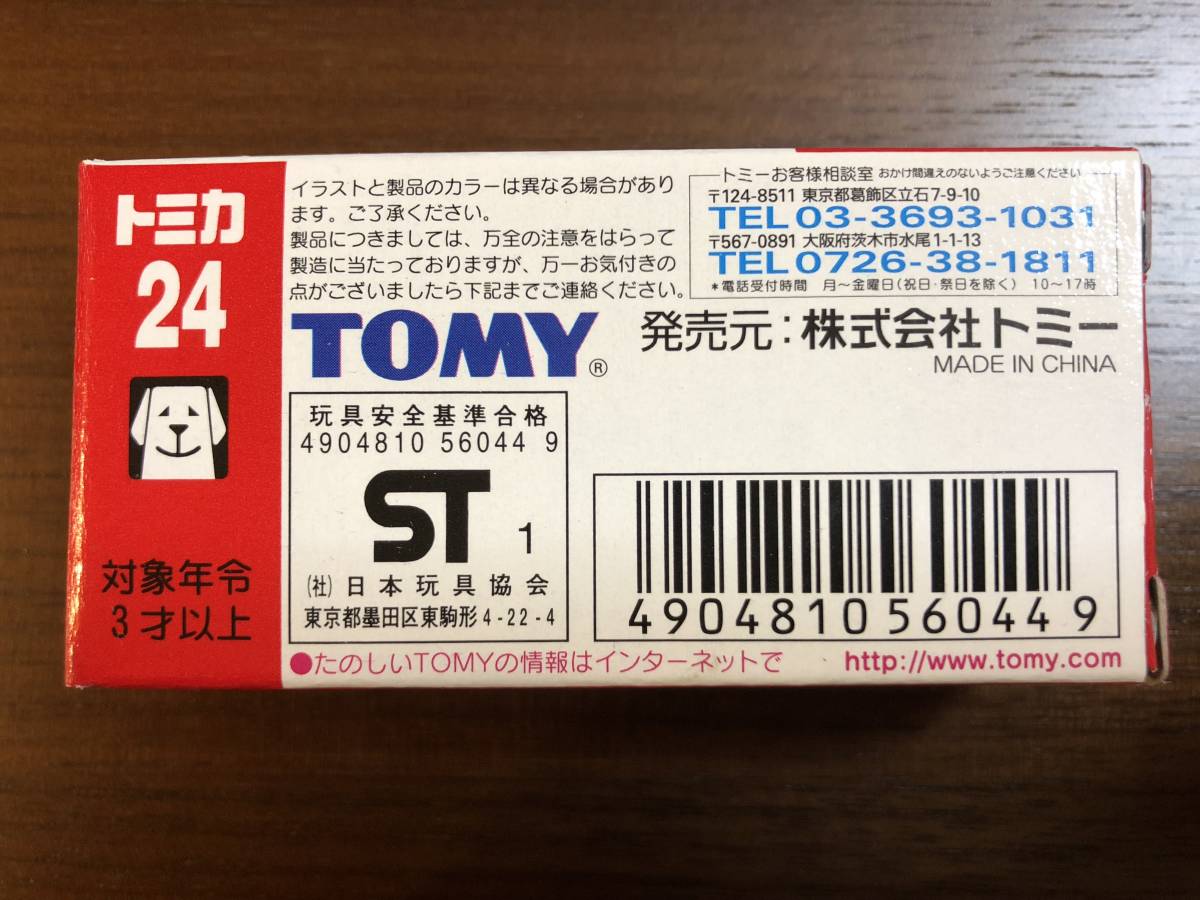 トミカ
24
対象年令
3才以上
イラストと製品のカラーは異なる場合があり
ます。ご了承ください。
製品につきましては、万全の注意をはらって
製造に当たっておりますが、万一お気付きの
点がございましたら下記までご連絡ください。
トミーお客様相談室 おかけ間違えのないようご注意ください
〒124-8511 東京都葛飾区立石7-9-10
TEL03-3693-1031
〒567-0891 大阪府茨木市水尾1-1-13
TEL0726-38-1811
*電話受付時間 月〜金曜日(祝日・祭日を除く) 10〜17時
TOMY®
発売元:株式会社トミー
MADE IN CHINA
玩具安全基準合格
4904810 56044 9
ST 1
(社)日本玩具協会
東京都墨田区東駒形4-22-4
4904810560449
●たのしいTOMYの情報はインターネットで http://www.tomy.com